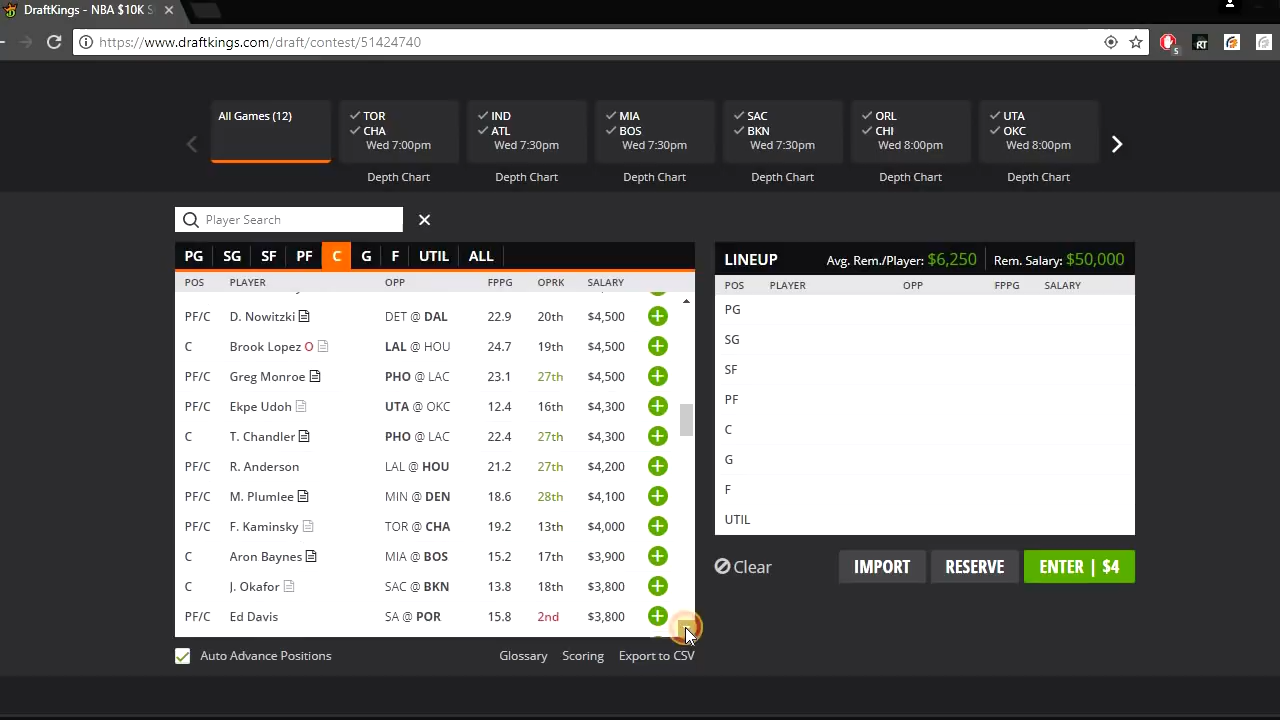 DraftKings - NBA $10K S
https://www.draftkings.com/draft/contest/51424740
5 RT
All Games (12)
TOR CHA Wed 7:00pm
IND ATL Wed 7:30pm
MIA BOS Wed 7:30pm
SAC BKN Wed 7:30pm
ORL CHI Wed 8:00pm
UTA OKC Wed 8:00pm
Depth Chart Depth Chart Depth Chart Depth Chart Depth Chart Depth Chart
Player Search
PG SG SF PF C G F UTIL ALL
POS PLAYER OPP FPPG OPRK SALARY
PF/C D. Nowitzki DET @ DAL 22.9 20th $4,500
C Brook Lopez O LAL @ HOU 24.7 19th $4,500
PF/C Greg Monroe PHO @ LAC 23.1 27th $4,500
PF/C Ekpe Udoh UTA @ OKC 12.4 16th $4,300
C T. Chandler PHO @ LAC 22.4 27th $4,300
PF/C R. Anderson LAL @ HOU 21.2 27th $4,200
PF/C M. Plumlee MIN @ DEN 18.6 28th $4,100
PF/C F. Kaminsky TOR @ CHA 19.2 13th $4,000
C Aron Baynes MIA @ BOS 15.2 17th $3,900
C J. Okafor SAC @ BKN 13.8 18th $3,800
PF/C Ed Davis SA @ POR 15.8 2nd $3,800
Auto Advance Positions Glossary Scoring Export to CSV
LINEUP Avg. Rem./Player: $6,250 Rem. Salary: $50,000
POS PLAYER OPP FPPG SALARY
PG
SG
SF
PF
C
G
F
UTIL
Clear IMPORT RESERVE ENTER | $4